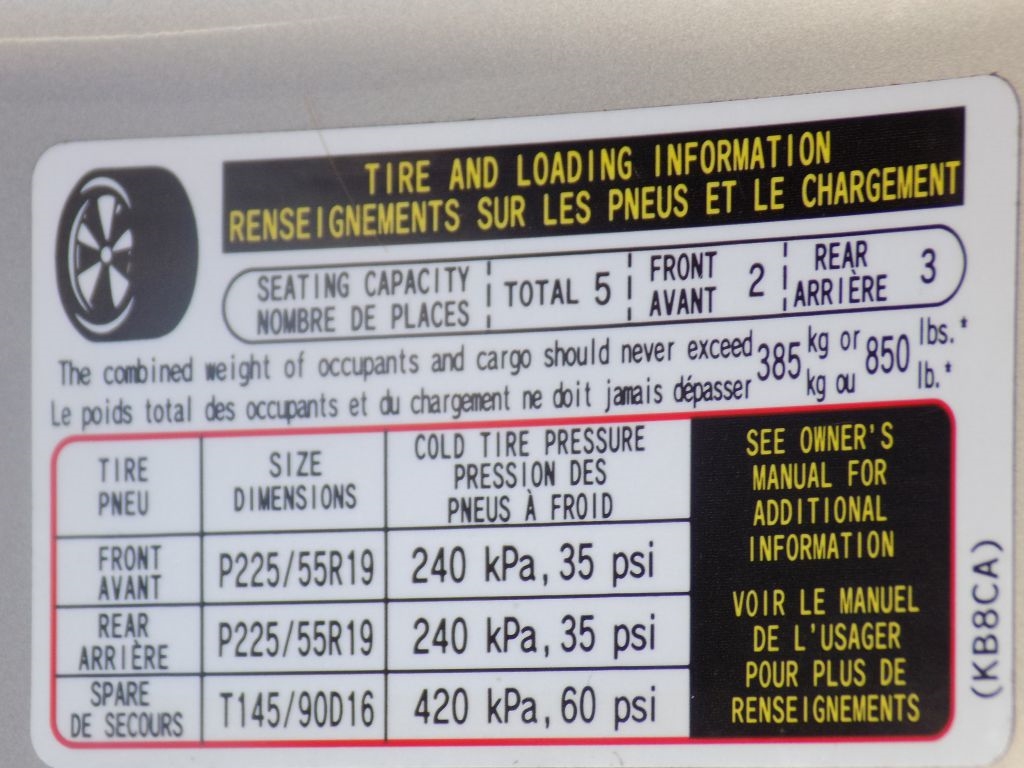 TIRE AND LOADING INFORMATION
RENSEIGNEMENTS SUR LES PNEUS ET LE CHARGEMENT
SEATING CAPACITY
NOMBRE DE PLACES
TOTAL 5
FRONT
AVANT
2
REAR
ARRIÈRE
3
The combined weight of occupants and cargo should never exceed
Le poids total des occupants et du chargement ne doit jamais dépasser
385
kg or
kg ou
850
lbs.*
lb.*
TIRE
PNEU
SIZE
DIMENSIONS
COLD TIRE PRESSURE
PRESSION DES
PNEUS À FROID
FRONT
AVANT
P225/55R19
240 kPa, 35 psi
REAR
ARRIÈRE
P225/55R19
240 kPa, 35 psi
SPARE
DE SECOURS
T145/90D16
420 kPa, 60 psi
SEE OWNER'S
MANUAL FOR
ADDITIONAL
INFORMATION
VOIR LE MANUEL
DE L'USAGER
POUR PLUS DE
RENSEIGNEMENTS
(KB8CA)